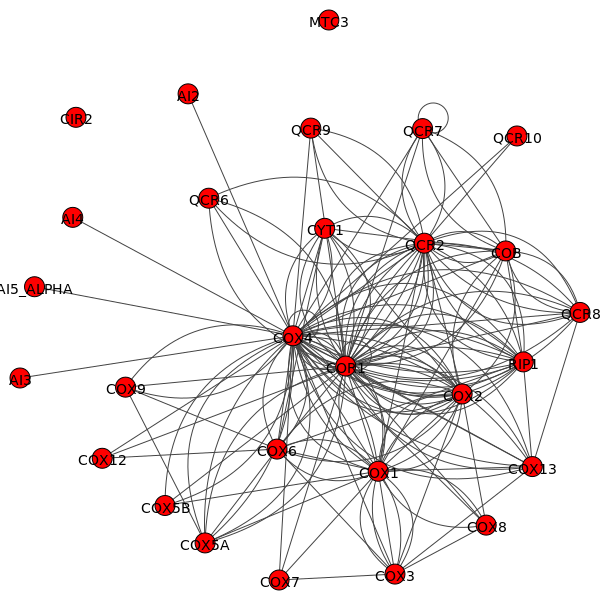 MTC3
AI2
CIR2
QCR9
QCR7
QCR10
QCR6
AI4
CYT1
QCR2
COB
AI5_ALPHA
QCR8
COX4
COR1
RIP1
AI3
COX9
COX2
COX12
COX6
COX1
COX13
COX5B
COX8
COX5A
COX7
COX3